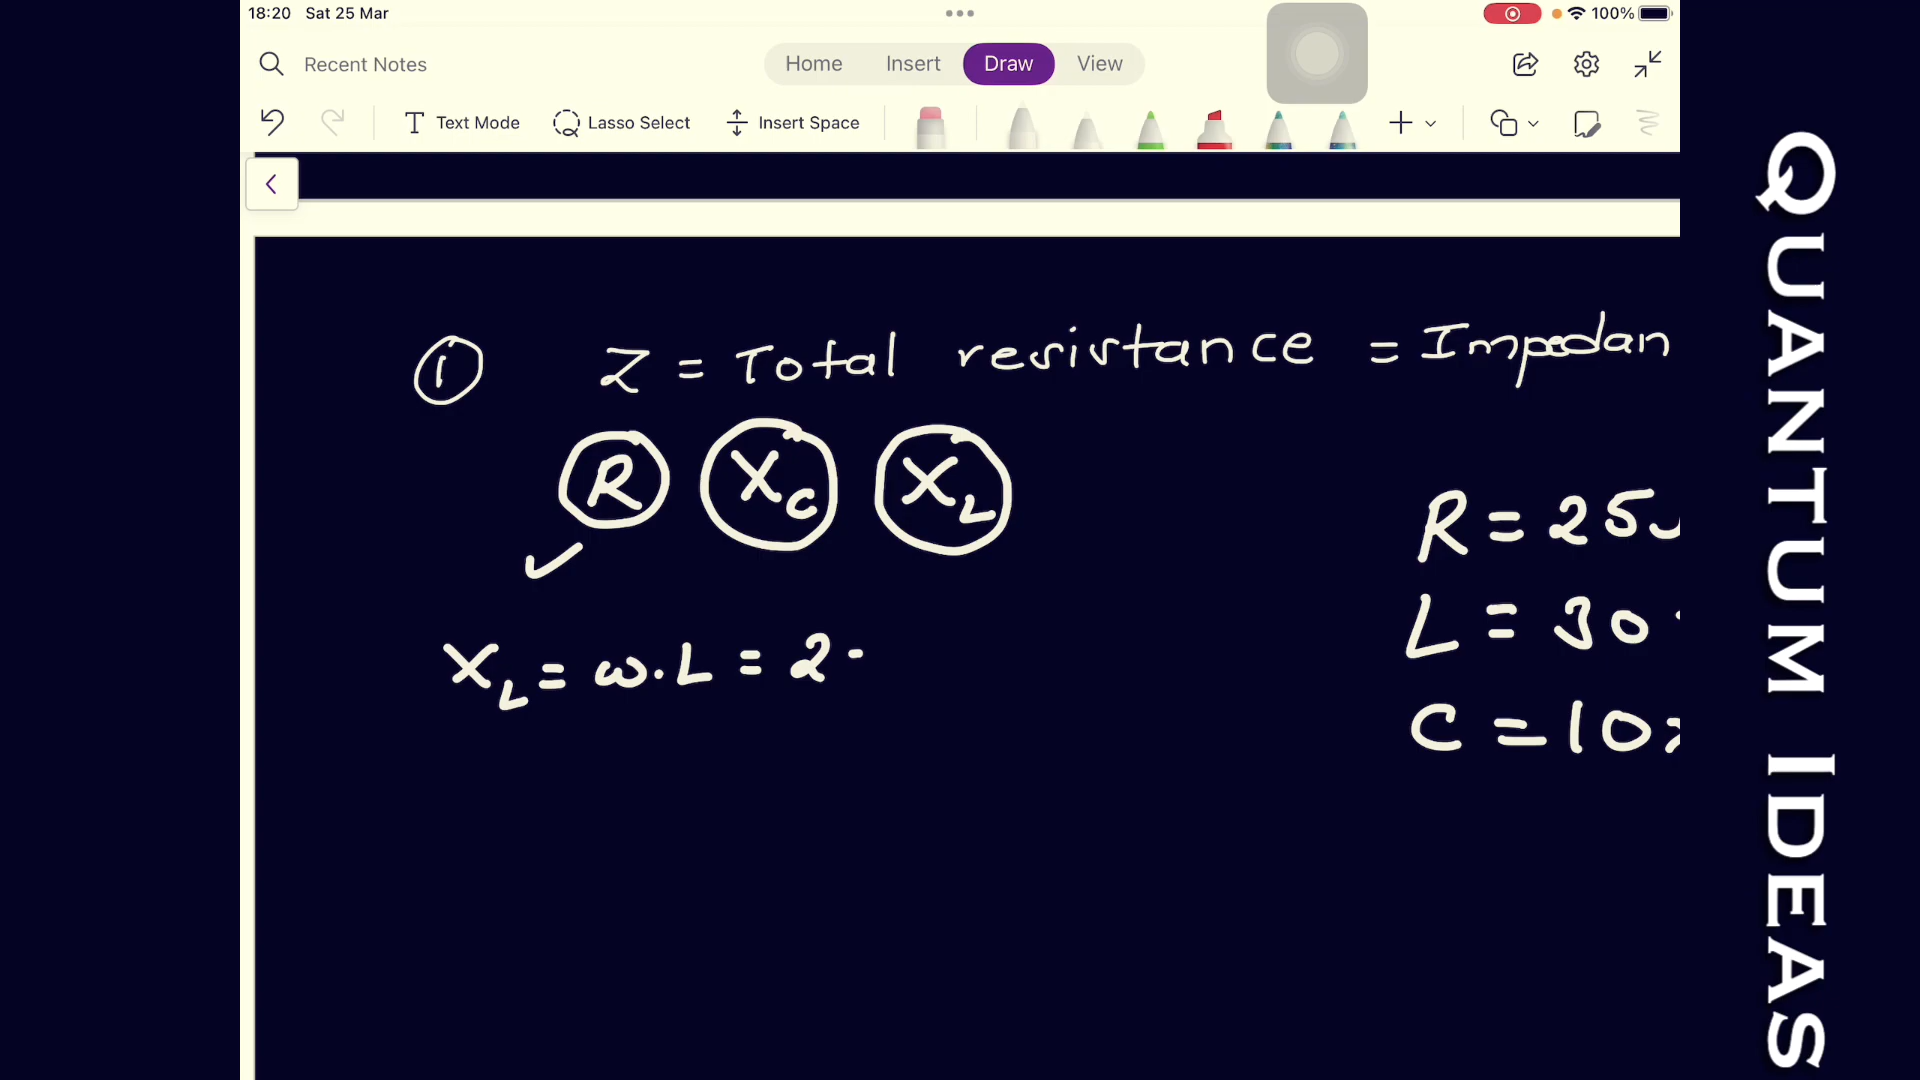 18:20 Sat 25 Mar
100%
Recent Notes
Home Insert Draw View
Text Mode Lasso Select Insert Space
① Z = Total resistance = Impedan
R Xc XL
R = 25
L = 30
XL = ω.L = 2
C = 10
QUANTUM IDEAS